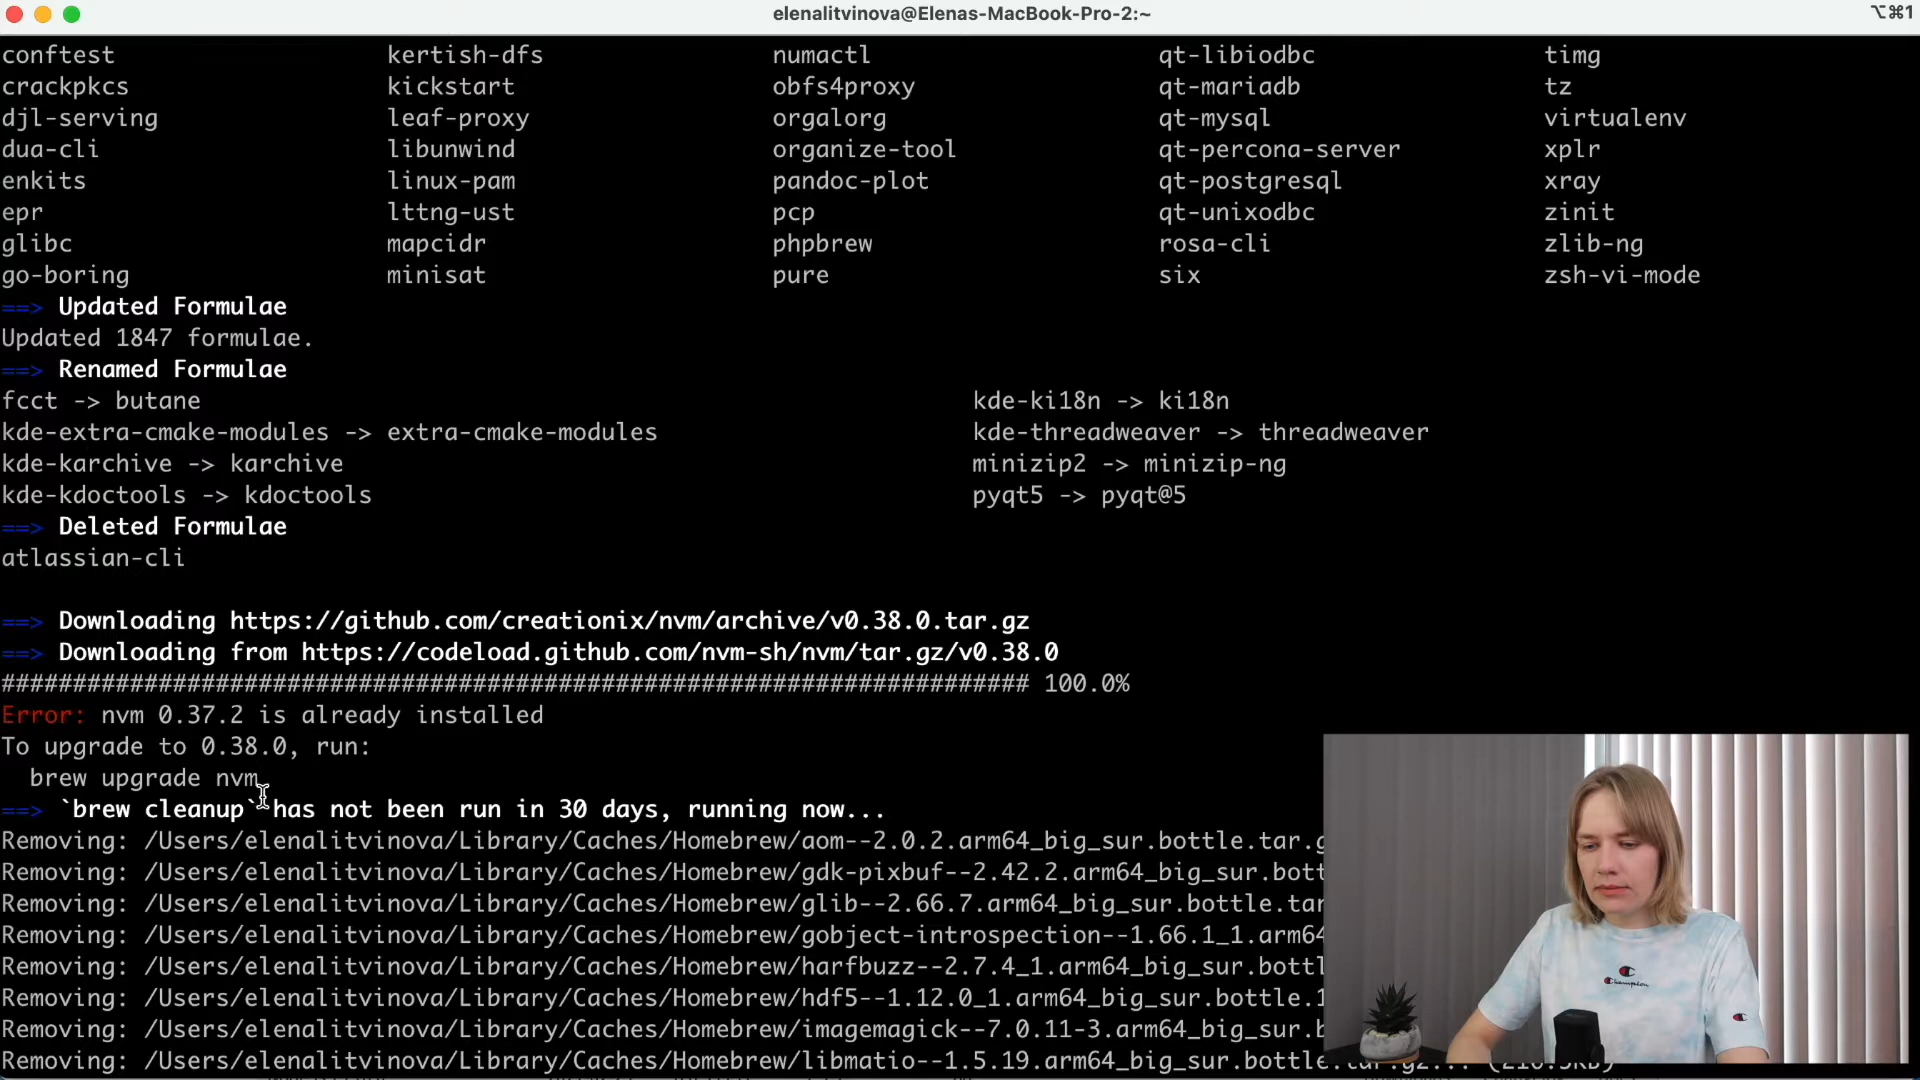 elenalitvinova@Elenas-MacBook-Pro-2:~ ⌥⌘1
conftest kertish-dfs numactl qt-libiodbc timg
crackpkcs kickstart obfs4proxy qt-mariadb tz
djl-serving leaf-proxy orgalorg qt-mysql virtualenv
dua-cli libunwind organize-tool qt-percona-server xplr
enkits linux-pam pandoc-plot qt-postgresql xray
epr lttng-ust pcp qt-unixodbc zinit
glibc mapcidr phpbrew rosa-cli zlib-ng
go-boring minisat pure six zsh-vi-mode
==> Updated Formulae
Updated 1847 formulae.
==> Renamed Formulae
fcct -> butane kde-ki18n -> ki18n
kde-extra-cmake-modules -> extra-cmake-modules kde-threadweaver -> threadweaver
kde-karchive -> karchive minizip2 -> minizip-ng
kde-kdoctools -> kdoctools pyqt5 -> pyqt@5
==> Deleted Formulae
atlassian-cli
==> Downloading https://github.com/creationix/nvm/archive/v0.38.0.tar.gz
==> Downloading from https://codeload.github.com/nvm-sh/nvm/tar.gz/v0.38.0
######################################################################## 100.0%
Error: nvm 0.37.2 is already installed
To upgrade to 0.38.0, run:
brew upgrade nvm
==> `brew cleanup` has not been run in 30 days, running now...
Removing: /Users/elenalitvinova/Library/Caches/Homebrew/aom--2.0.2.arm64_big_sur.bottle.tar.g
Removing: /Users/elenalitvinova/Library/Caches/Homebrew/gdk-pixbuf--2.42.2.arm64_big_sur.bott
Removing: /Users/elenalitvinova/Library/Caches/Homebrew/glib--2.66.7.arm64_big_sur.bottle.tar
Removing: /Users/elenalitvinova/Library/Caches/Homebrew/gobject-introspection--1.66.1_1.arm64
Removing: /Users/elenalitvinova/Library/Caches/Homebrew/harfbuzz--2.7.4_1.arm64_big_sur.bottl
Removing: /Users/elenalitvinova/Library/Caches/Homebrew/hdf5--1.12.0_1.arm64_big_sur.bottle.1
Removing: /Users/elenalitvinova/Library/Caches/Homebrew/imagemagick--7.0.11-3.arm64_big_sur.b
Removing: /Users/elenalitvinova/Library/Caches/Homebrew/libmatio--1.5.19.arm64_big_sur.bottle.tar.gz...
Champion